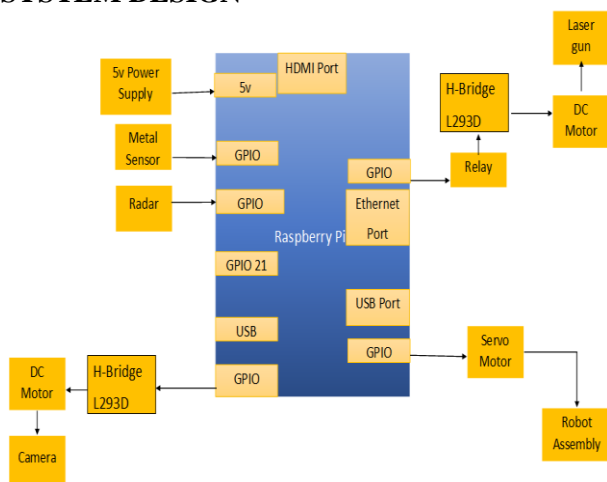 SYSTEM DESIGN
Laser
gun
5v Power
Supply
5v
HDMI Port
H-Bridge
L293D
DC
Motor
Metal
Sensor
GPIO
GPIO
Relay
Radar
GPIO
Ethernet
Port
Raspberry Pi
GPIO 21
USB Port
USB
GPIO
Servo
Motor
DC
Motor
H-Bridge
L293D
GPIO
Camera
Robot
Assembly